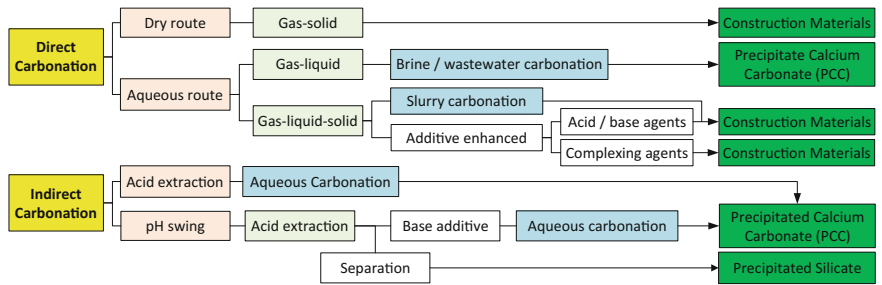 Dry route
Gas-solid
Construction Materials
Direct
Carbonation
Gas-liquid
Brine / wastewater carbonation
Precipitate Calcium
Carbonate (PCC)
Aqueous route
Slurry carbonation
Gas-liquid-solid
Acid / base agents
Construction Materials
Additive enhanced
Complexing agents
Construction Materials
Indirect
Carbonation
Acid extraction
Aqueous Carbonation
pH swing
Acid extraction
Base additive
Aqueous carbonation
Precipitated Calcium
Carbonate (PCC)
Separation
Precipitated Silicate